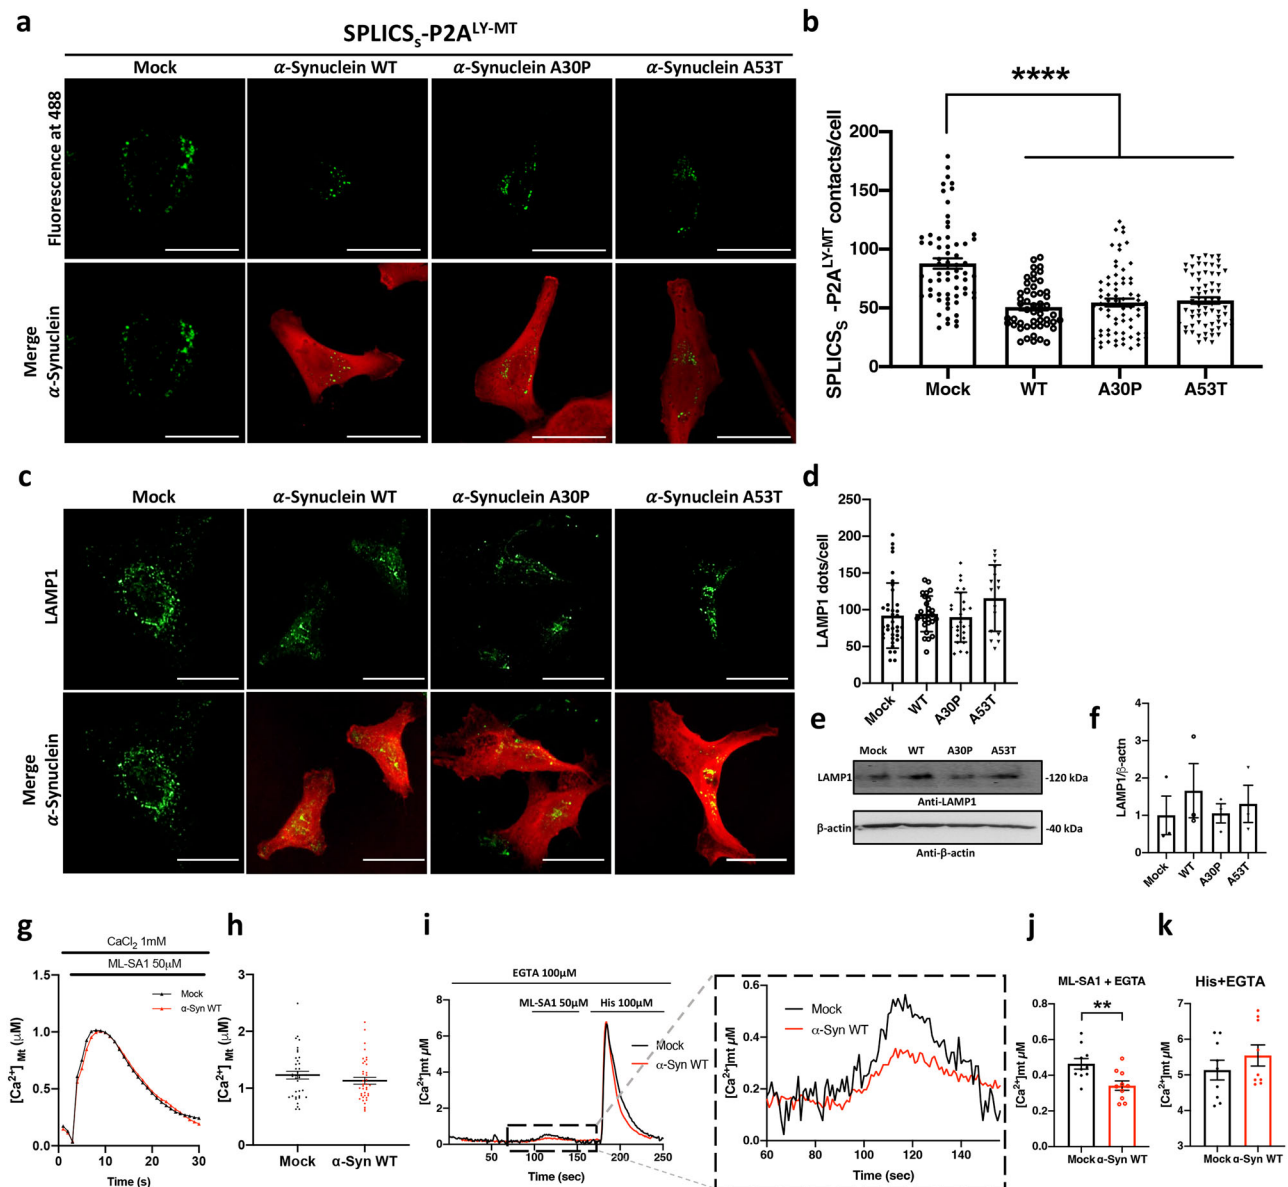 a
SPLICSS-P2ALY-MT
Mock
α-Synuclein WT
α-Synuclein A30P
α-Synuclein A53T
Fluorescence at 488
Merge
α-Synuclein
b
****
SPLICSS -P2ALY-MT contacts/cell
200
150
100
50
0
Mock
WT
A30P
A53T
c
Mock
α-Synuclein WT
α-Synuclein A30P
α-Synuclein A53T
LAMP1
Merge
α-Synuclein
d
LAMP1 dots/cell
250
200
150
100
50
0
Mock
WT
A30P
A53T
e
Mock
WT
A30P
A53T
LAMP1
-120 kDa
Anti-LAMP1
β-actin
-40 kDa
Anti-β-actin
f
LAMP1/β-actn
4
3
2
1
0
Mock
WT
A30P
A53T
g
CaCl2 1mM
ML-SA1 50μM
[Ca2+]Mt (μM)
1.5
1.0
0.5
0.0
Mock
α-Syn WT
0
10
20
30
Time (s)
h
[Ca2+]Mt (μM)
3
2
1
0
Mock
α-Syn WT
i
EGTA 100μM
ML-SA1 50μM
His 100μM
[Ca2+]mt μM
8
6
4
2
0
Mock
α-Syn WT
50
100
150
200
250
Time (sec)
[Ca2+]mt μM
0.6
0.4
0.2
0.0
Mock
α-Syn WT
60
80
100
120
140
Time (sec)
j
ML-SA1 + EGTA
**
[Ca2+]mt μM
0.8
0.6
0.4
0.2
0.0
Mock
α-Syn WT
k
His+EGTA
[Ca2+]mt μM
7
6
5
4
3
Mock
α-Syn WT